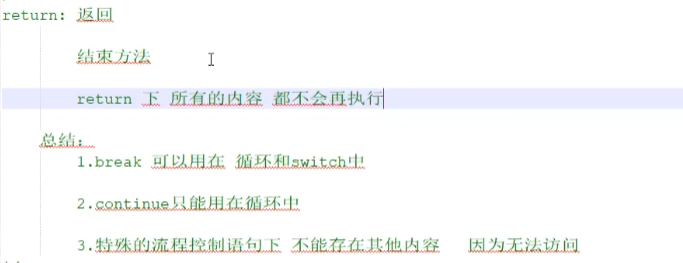 return: 返回
结束方法
return 下 所有的内容 都不会再执行
总结:
1.break 可以用在 循环和switch中
2.continue只能用在循环中
3.特殊的流程控制语句下 不能存在其他内容 因为无法访问